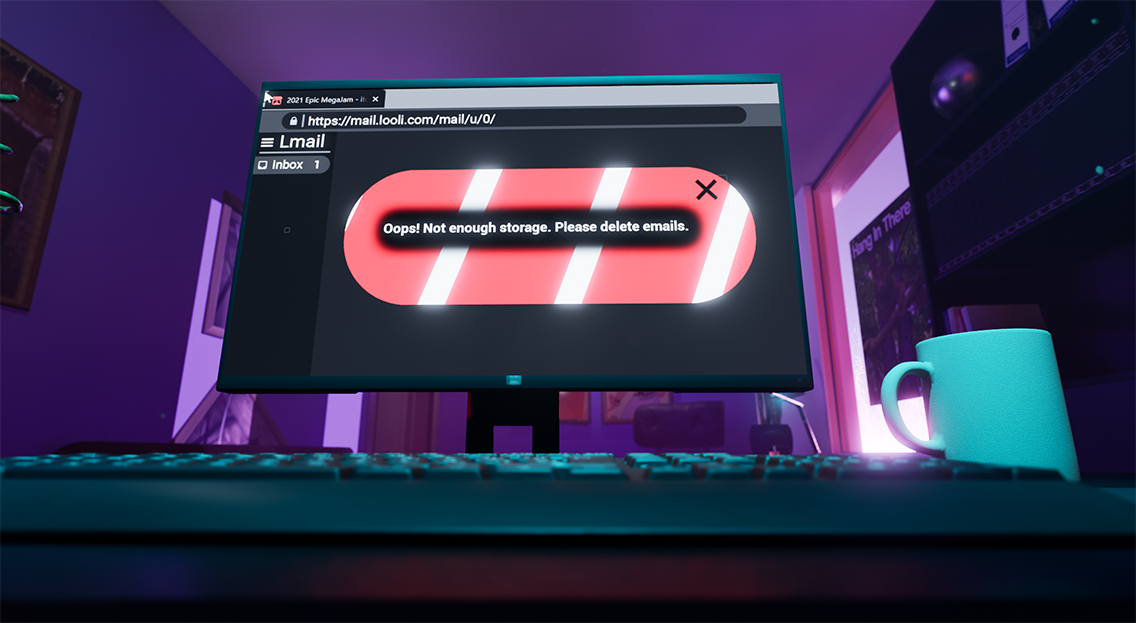 2021 Epic MegaJam - it
https://mail.looli.com/mail/u/0/
Lmail
Inbox 1
Oops! Not enough storage. Please delete emails.
Hang In There